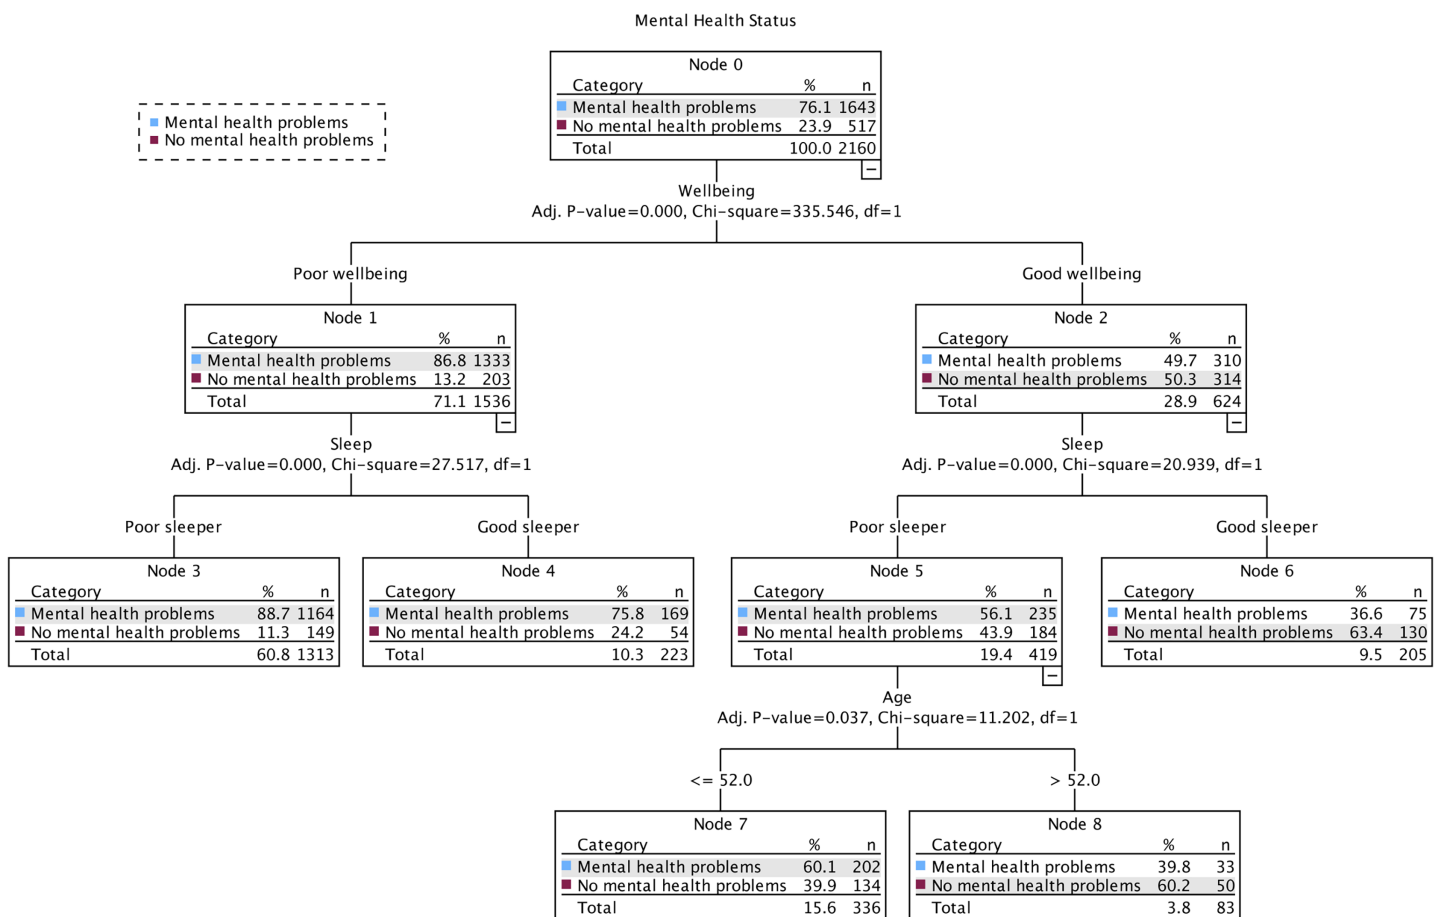 Mental Health Status
Mental health problems
No mental health problems
Node 0
Category % n
Mental health problems 76.1 1643
No mental health problems 23.9 517
Total 100.0 2160
−
Wellbeing
Adj. P-value=0.000, Chi-square=335.546, df=1
Poor wellbeing
Good wellbeing
Node 1
Category % n
Mental health problems 86.8 1333
No mental health problems 13.2 203
Total 71.1 1536
−
Node 2
Category % n
Mental health problems 49.7 310
No mental health problems 50.3 314
Total 28.9 624
−
Sleep
Adj. P-value=0.000, Chi-square=27.517, df=1
Sleep
Adj. P-value=0.000, Chi-square=20.939, df=1
Poor sleeper
Good sleeper
Poor sleeper
Good sleeper
Node 3
Category % n
Mental health problems 88.7 1164
No mental health problems 11.3 149
Total 60.8 1313
Node 4
Category % n
Mental health problems 75.8 169
No mental health problems 24.2 54
Total 10.3 223
Node 5
Category % n
Mental health problems 56.1 235
No mental health problems 43.9 184
Total 19.4 419
−
Node 6
Category % n
Mental health problems 36.6 75
No mental health problems 63.4 130
Total 9.5 205
Age
Adj. P-value=0.037, Chi-square=11.202, df=1
<= 52.0
> 52.0
Node 7
Category % n
Mental health problems 60.1 202
No mental health problems 39.9 134
Total 15.6 336
Node 8
Category % n
Mental health problems 39.8 33
No mental health problems 60.2 50
Total 3.8 83